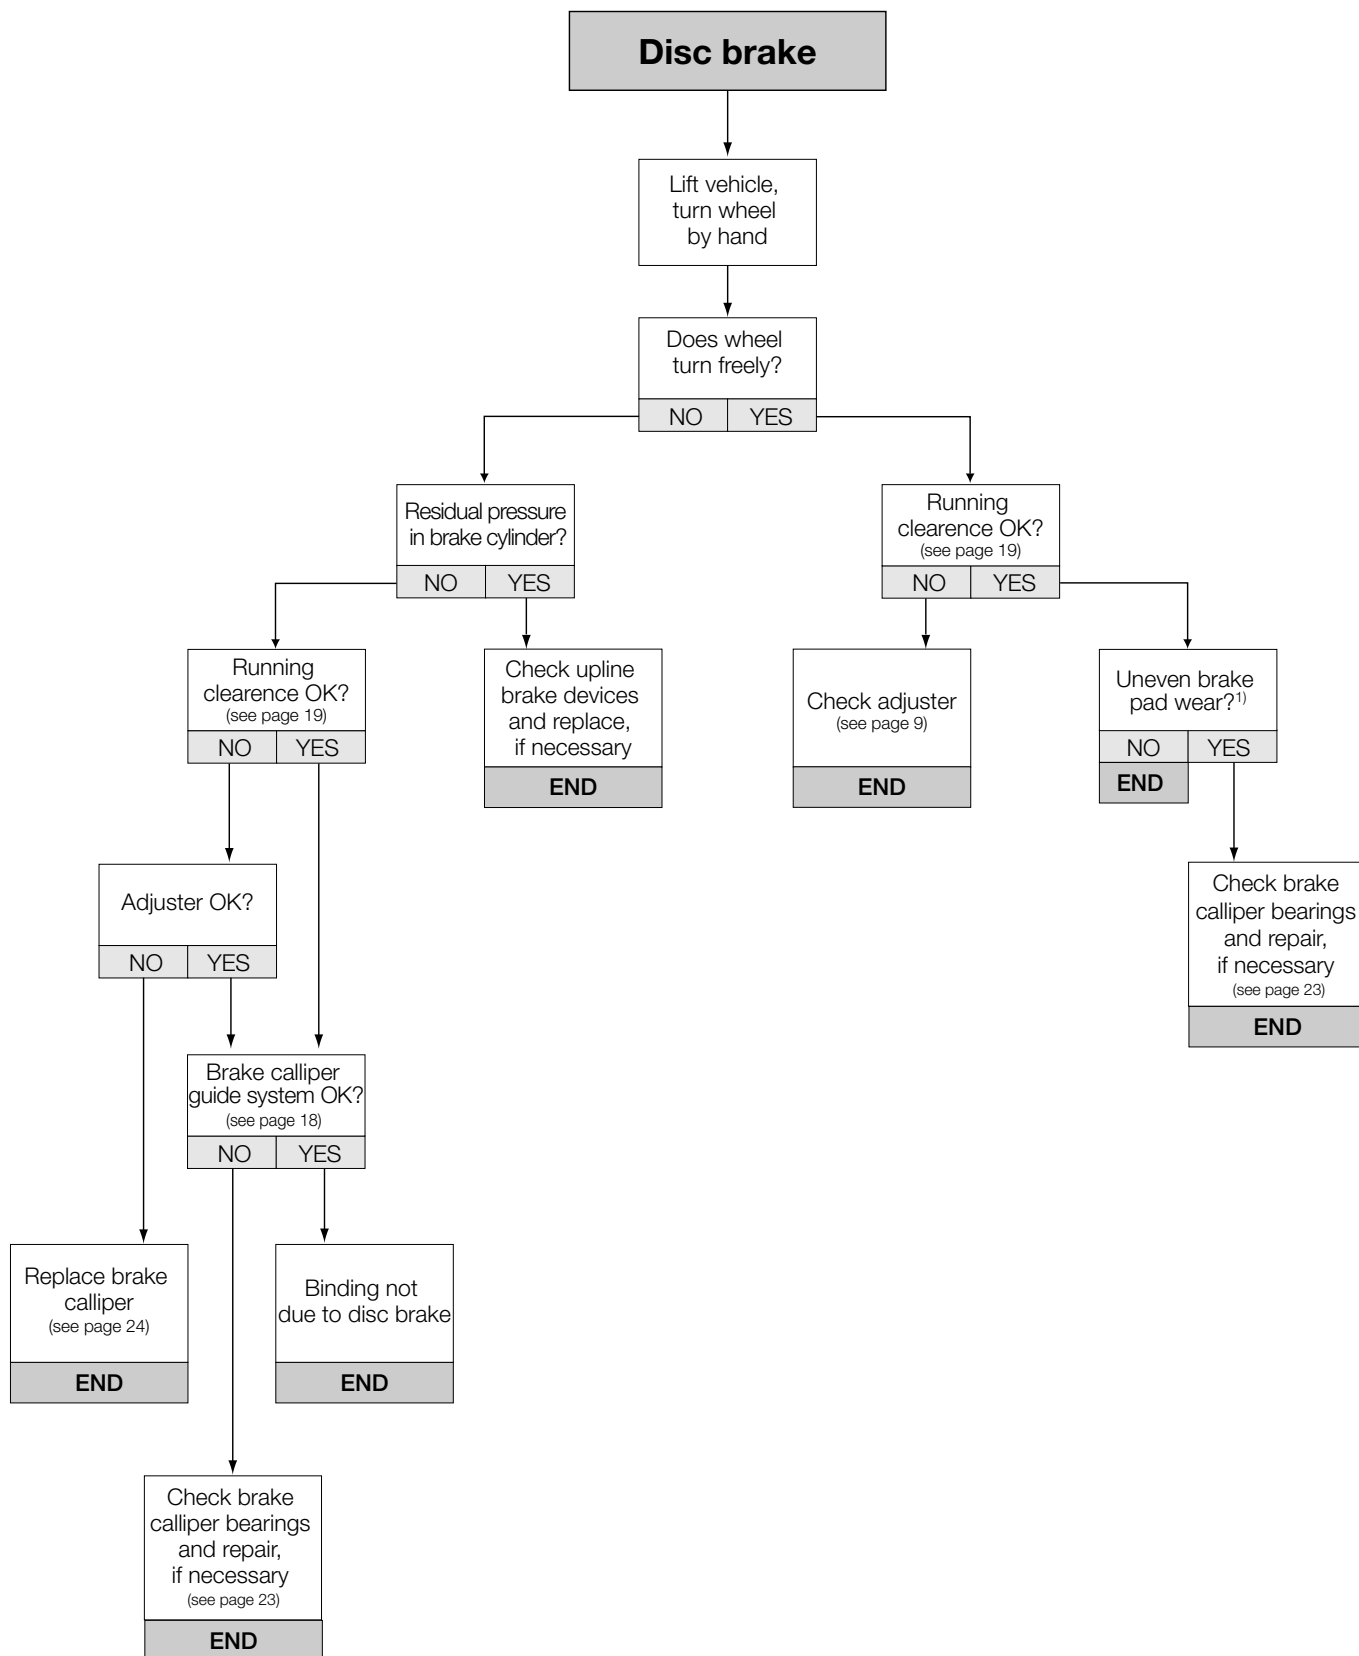 Disc brake
Lift vehicle,
turn wheel
by hand
Does wheel
turn freely?
NO YES
Residual pressure
in brake cylinder?
NO YES
Running
clearence OK?
(see page 19)
NO YES
Running
clearence OK?
(see page 19)
NO YES
Check upline
brake devices
and replace,
if necessary
END
Check adjuster
(see page 9)
END
Uneven brake
pad wear?1)
NO YES
END
Adjuster OK?
NO YES
Check brake
calliper bearings
and repair,
if necessary
(see page 23)
END
Brake calliper
guide system OK?
(see page 18)
NO YES
Replace brake
calliper
(see page 24)
END
Binding not
due to disc brake
END
Check brake
calliper bearings
and repair,
if necessary
(see page 23)
END